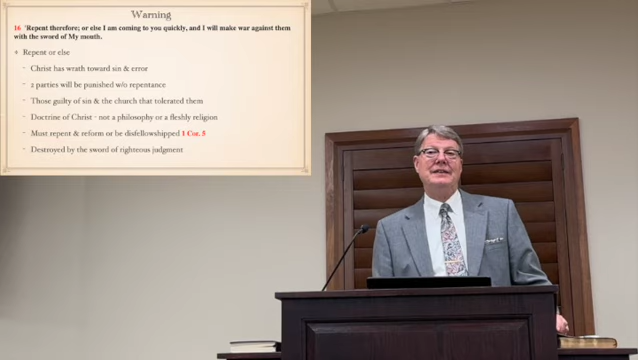 Warning
16 'Repent therefore; or else I am coming to you quickly, and I will make war against them
with the sword of My mouth.
Repent or else
- Christ has wrath toward sin & error
- 2 parties will be punished w/o repentance
- Those guilty of sin & the church that tolerated them
- Doctrine of Christ - not a philosophy or a fleshly religion
- Must repent & reform or be disfellowshipped 1 Cor. 5
- Destroyed by the sword of righteous judgment